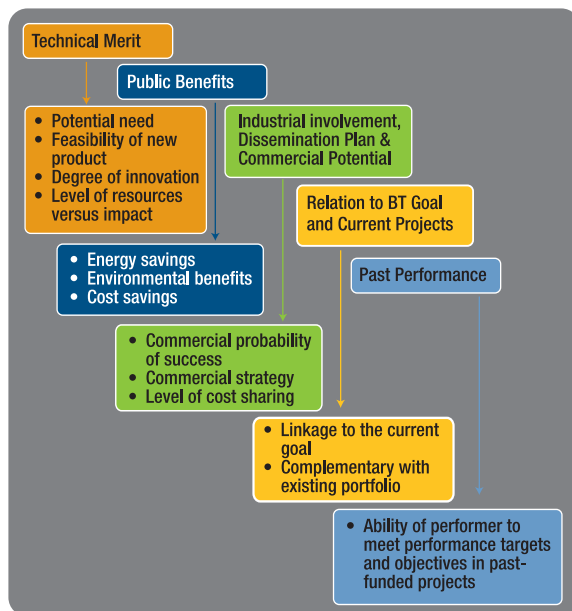 Technical Merit
Public Benefits
• Potential need
• Feasibility of new
product
• Degree of innovation
• Level of resources
versus impact
Industrial involvement,
Dissemination Plan &
Commercial Potential
Relation to BT Goal
and Current Projects
• Energy savings
• Environmental benefits
• Cost savings
Past Performance
• Commercial probability
of success
• Commercial strategy
• Level of cost sharing
• Linkage to the current
goal
• Complementary with
existing portfolio
• Ability of performer to
meet performance targets
and objectives in past-
funded projects